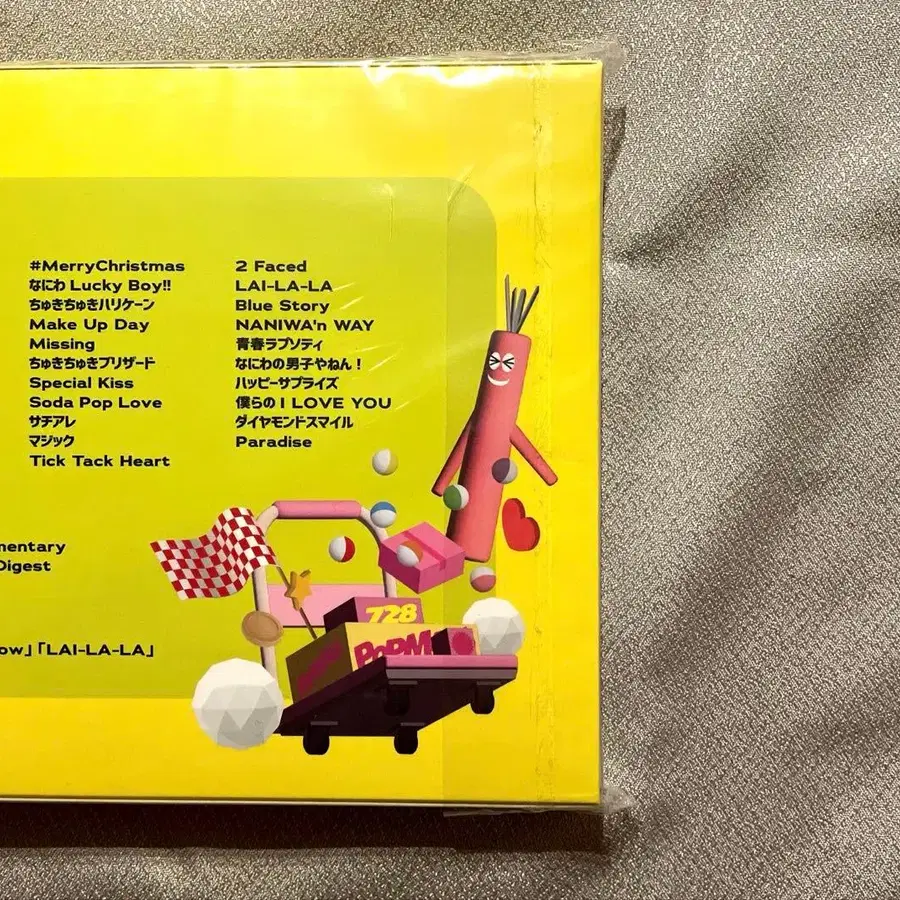 #MerryChristmas
なにわ Lucky Boy!!
ちゅきちゅきハリケーン
Make Up Day
Missing
ちゅきちゅきブリザード
Special Kiss
Soda Pop Love
サチアレ
マジック
Tick Tack Heart
2 Faced
LAI-LA-LA
Blue Story
NANIWA'n WAY
青春ラプソディ
なにわの男子やねん！
ハッピーサプライズ
僕らの I LOVE YOU
ダイヤモンドスマイル
Paradise
mentary
Digest
ow」「LAI-LA-LA」
728
POPM